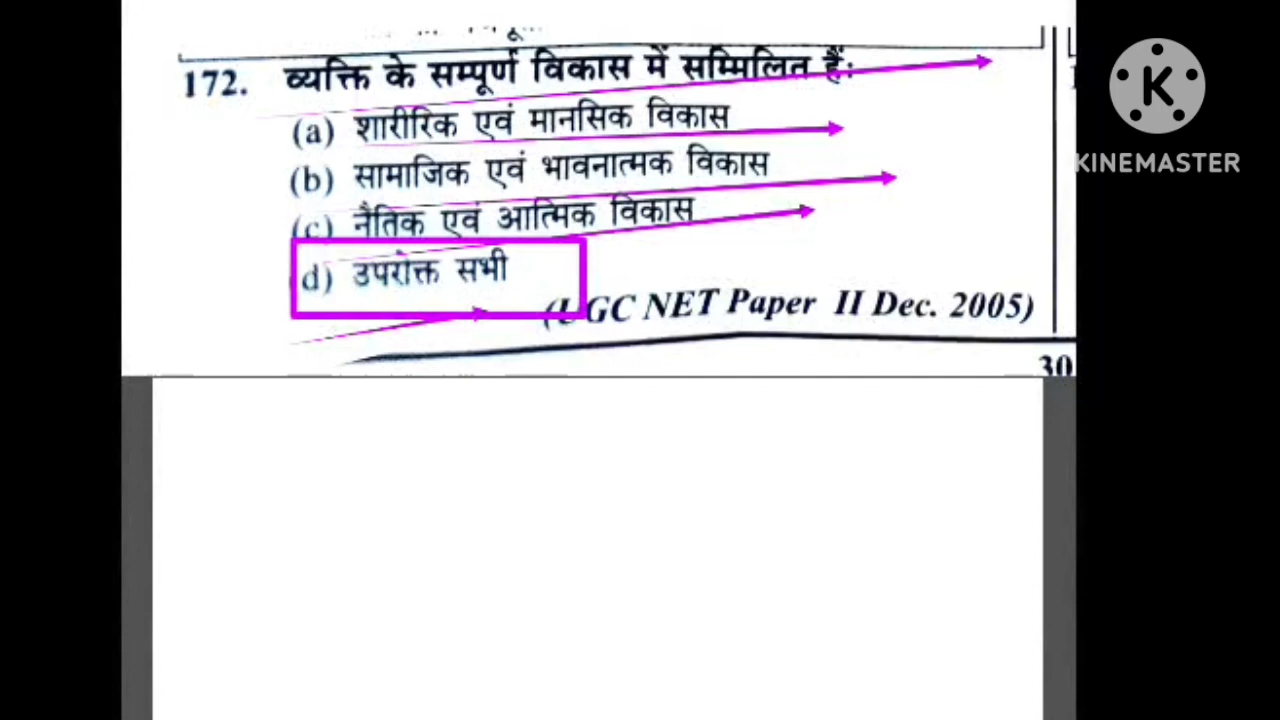 172. व्यक्ति के सम्पूर्ण विकास में सम्मिलित हैं:
(a) शारीरिक एवं मानसिक विकास
(b) सामाजिक एवं भावनात्मक विकास
(c) नैतिक एवं आत्मिक विकास
(d) उपरोक्त सभी
(UGC NET Paper II Dec. 2005)
30
K
KINEMASTER